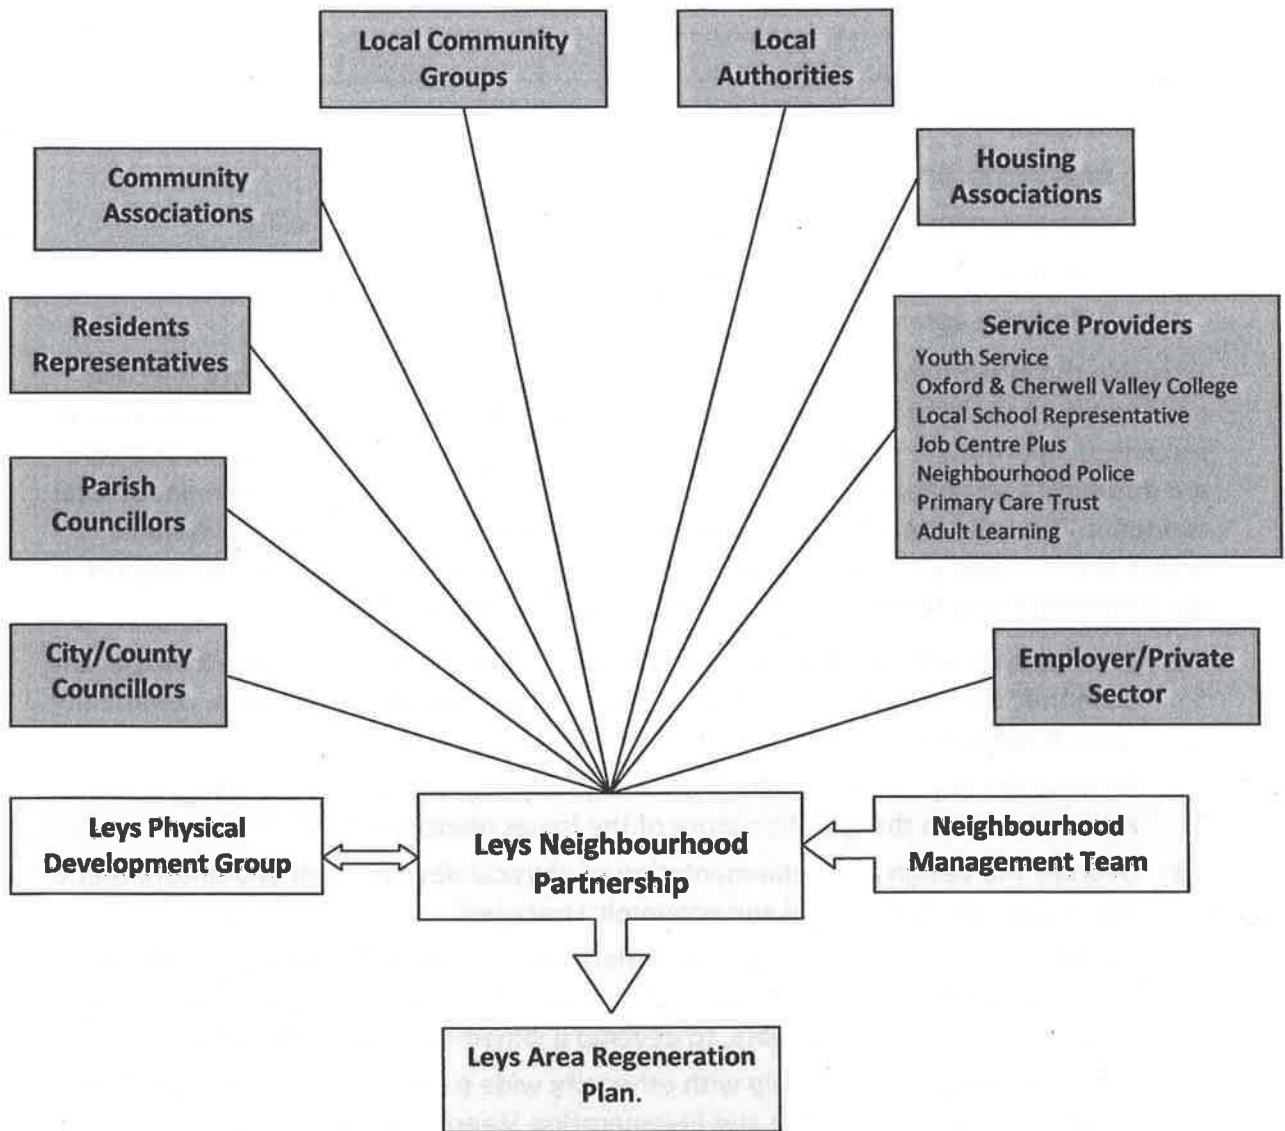 Local Community
Groups
Local
Authorities
Community
Associations
Housing
Associations
Residents
Representatives
Service Providers
Youth Service
Oxford & Cherwell Valley College
Local School Representative
Job Centre Plus
Neighbourhood Police
Primary Care Trust
Adult Learning
Parish
Councillors
City/County
Councillors
Employer/Private
Sector
Leys Physical
Development Group
Leys Neighbourhood
Partnership
Neighbourhood
Management Team
Leys Area Regeneration
Plan.